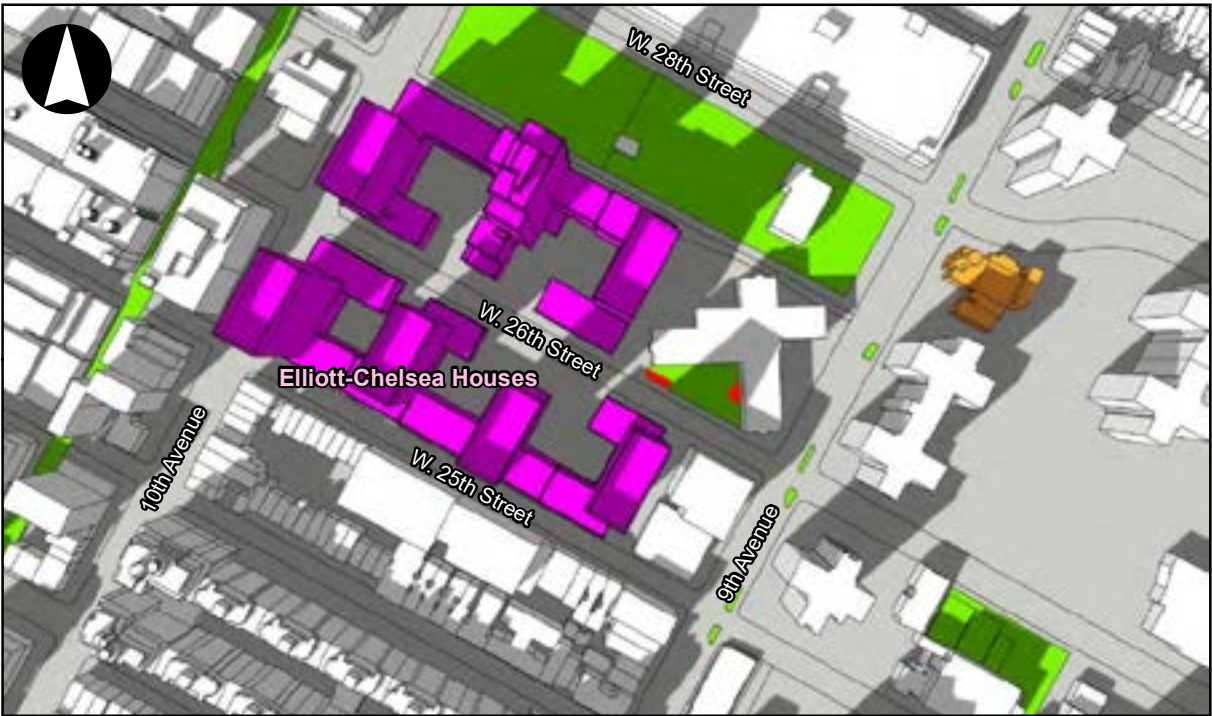 W. 28th Street
W. 26th Street
Elliott-Chelsea Houses
10th Avenue
W. 25th Street
9th Avenue